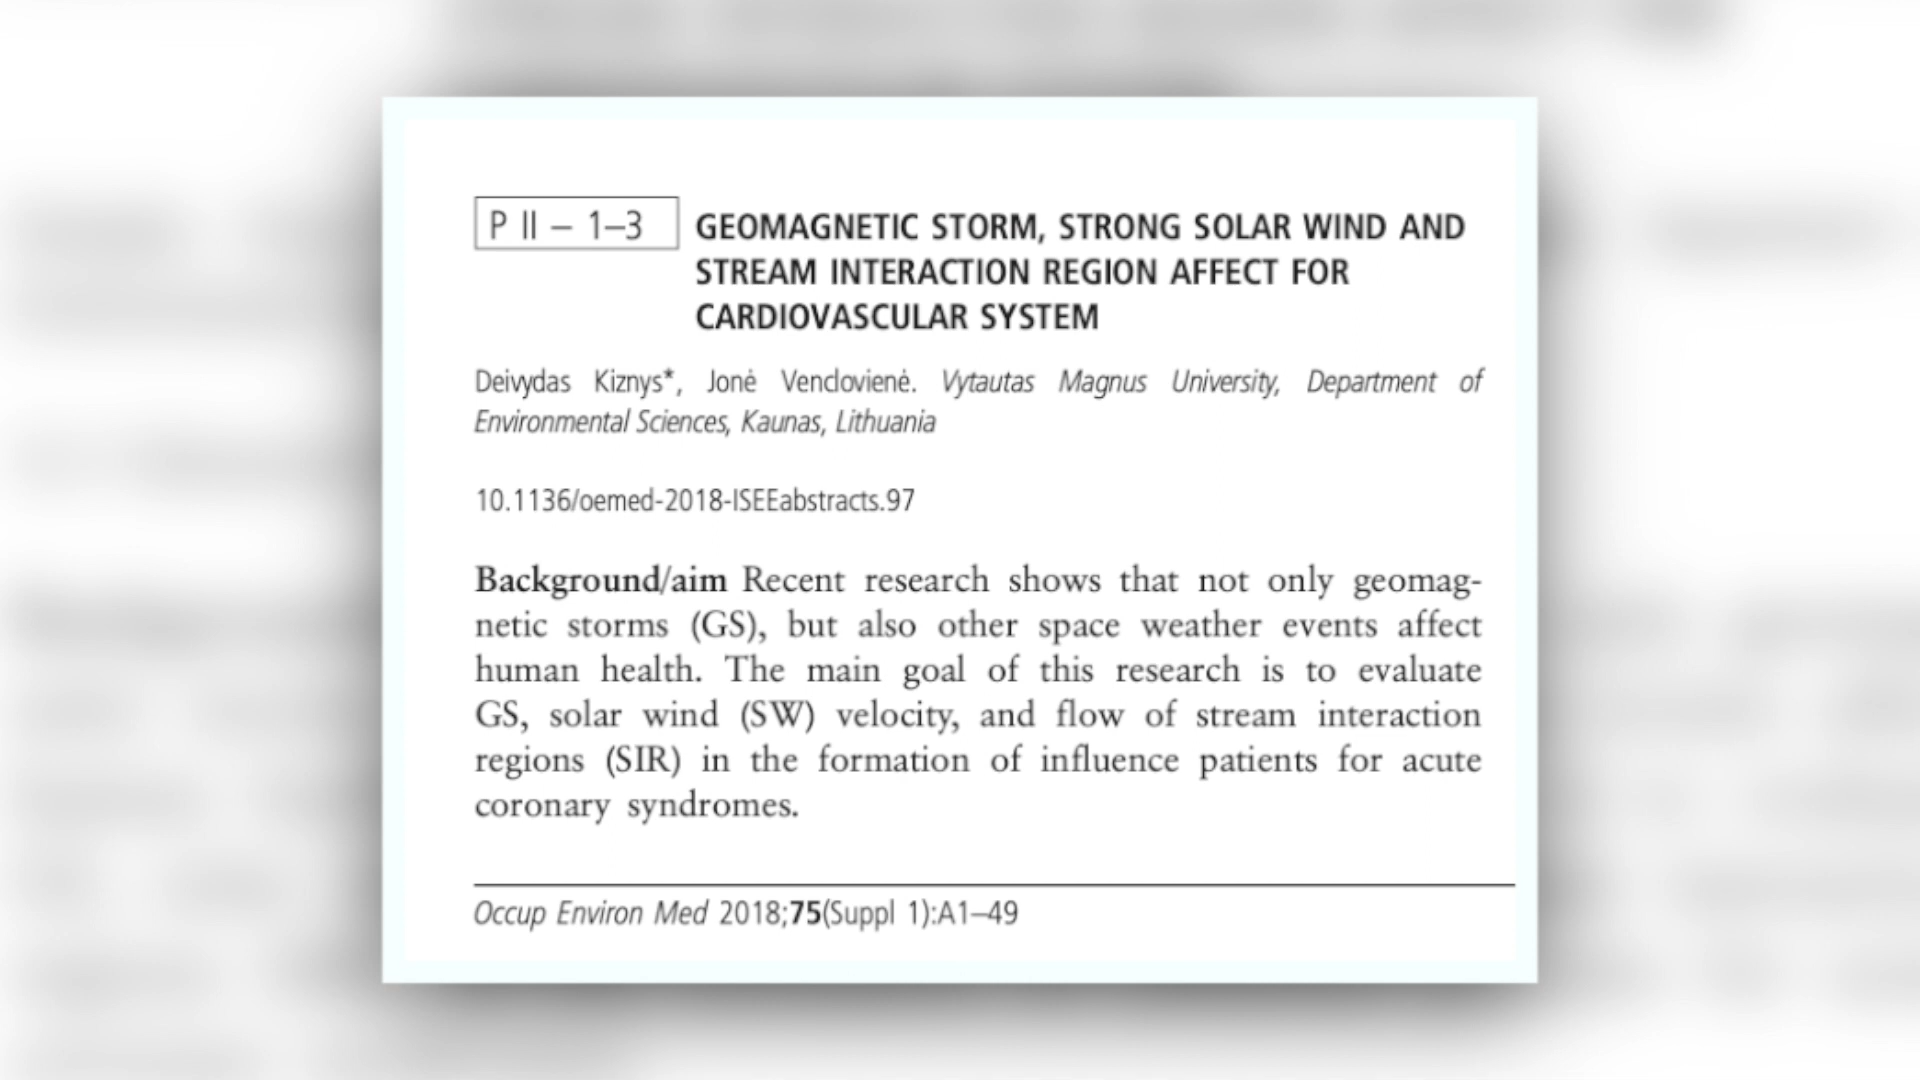 P II – 1–3 GEOMAGNETIC STORM, STRONG SOLAR WIND AND
STREAM INTERACTION REGION AFFECT FOR
CARDIOVASCULAR SYSTEM
Deivydas Kiznys*, Jonė Venclovienė. Vytautas Magnus University, Department of
Environmental Sciences, Kaunas, Lithuania
10.1136/oemed-2018-ISEEabstracts.97
Background/aim Recent research shows that not only geomag-
netic storms (GS), but also other space weather events affect
human health. The main goal of this research is to evaluate
GS, solar wind (SW) velocity, and flow of stream interaction
regions (SIR) in the formation of influence patients for acute
coronary syndromes.
Occup Environ Med 2018;75(Suppl 1):A1–49